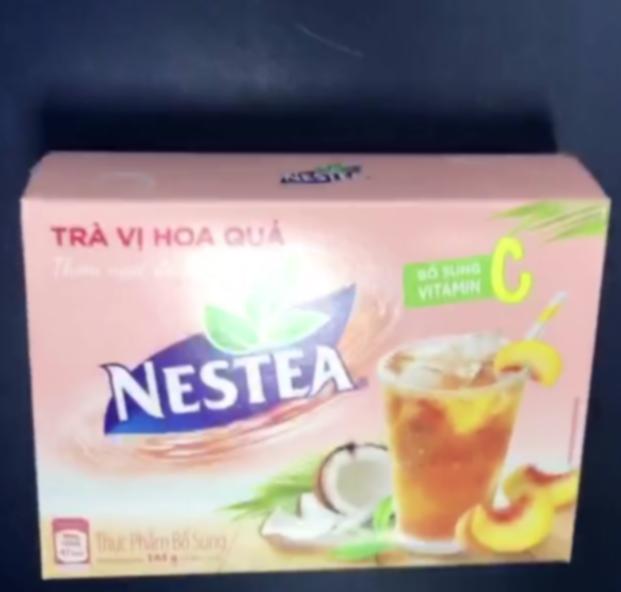 NESTEA
TRÀ VỊ HOA QUẢ
BỔ SUNG
VITAMIN C
NESTEA
Thực Phẩm Bổ Sung